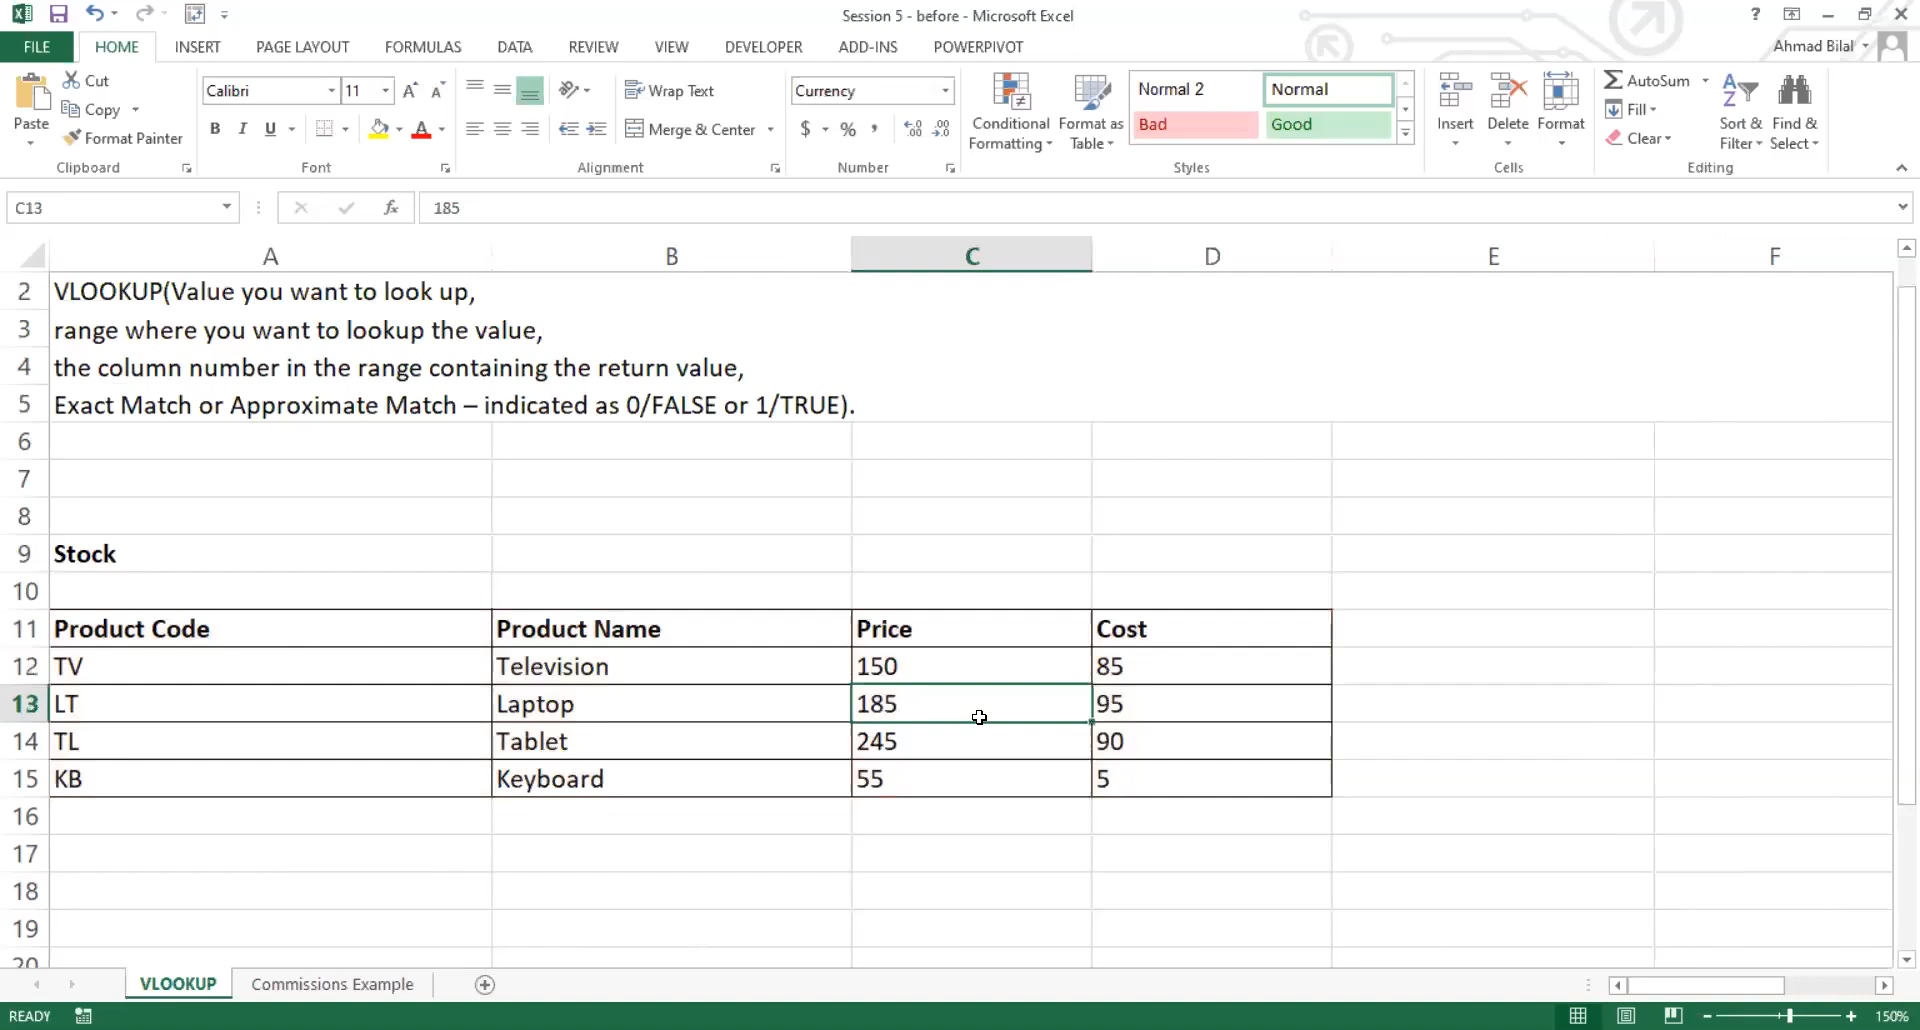 Session 5 - before - Microsoft Excel
?
FILE HOME INSERT PAGE LAYOUT FORMULAS DATA REVIEW VIEW DEVELOPER ADD-INS POWERPIVOT Ahmad Bilal
Paste
Cut
Copy
Format Painter
Clipboard
Calibri 11
B I U
Font
Wrap Text
Merge & Center
Alignment
Currency
$ % ,
Number
Conditional Formatting
Format as Table
Normal 2 Normal
Bad Good
Styles
Insert Delete Format
Cells
AutoSum
Fill
Clear
Sort & Filter
Find & Select
Editing
C13 fx 185
A B C D E F
2 VLOOKUP(Value you want to look up,
3 range where you want to lookup the value,
4 the column number in the range containing the return value,
5 Exact Match or Approximate Match – indicated as 0/FALSE or 1/TRUE).
6
7
8
9 Stock
10
11 Product Code Product Name Price Cost
12 TV Television 150 85
13 LT Laptop 185 95
14 TL Tablet 245 90
15 KB Keyboard 55 5
16
17
18
19
20
VLOOKUP Commissions Example
READY 150%